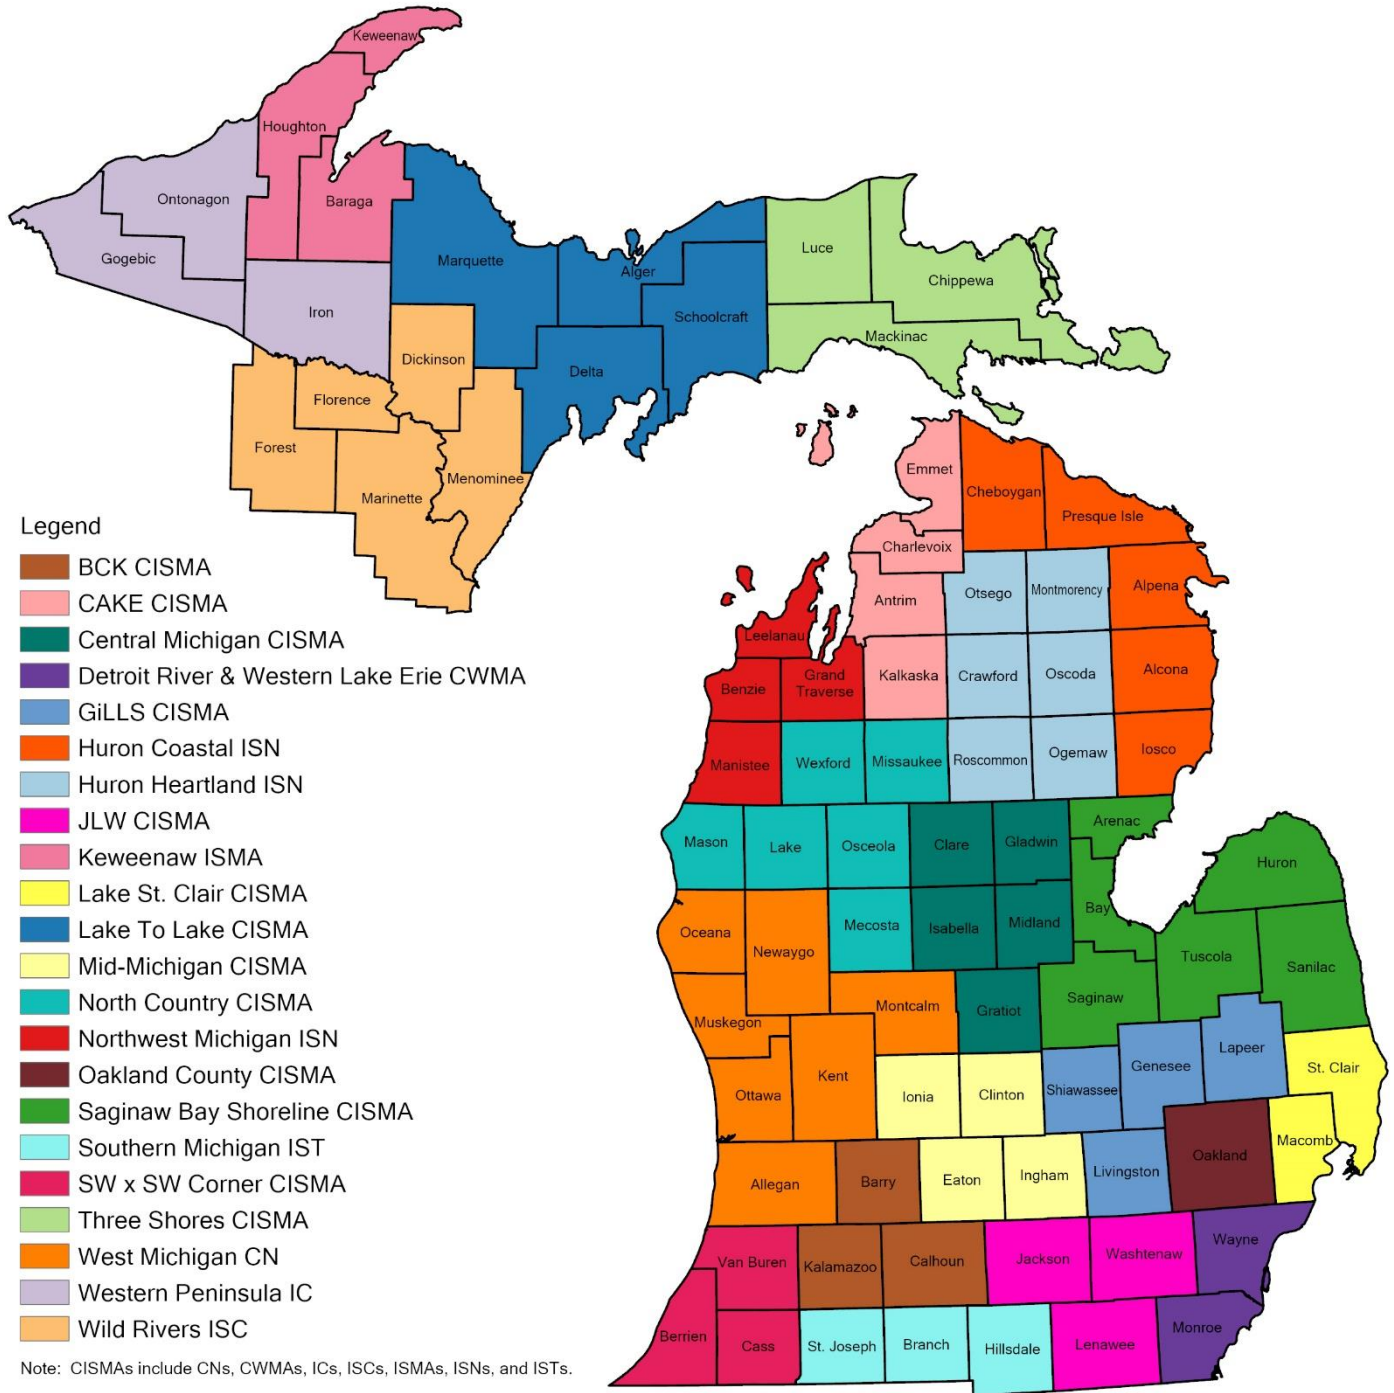 Keweenaw
Houghton
Ontonagon
Baraga
Gogebic
Marquette
Alger
Luce
Chippewa
Iron
Schoolcraft
Mackinac
Dickinson
Delta
Florence
Forest
Menominee
Marinette
Emmet
Cheboygan
Presque Isle
Charlevoix
Antrim
Otsego
Montmorency
Alpena
Leelanau
Benzie
Grand
Traverse
Kalkaska
Crawford
Oscoda
Alcona
Manistee
Wexford
Missaukee
Roscommon
Ogemaw
Iosco
Mason
Lake
Osceola
Clare
Gladwin
Arenac
Huron
Oceana
Newaygo
Mecosta
Isabella
Midland
Bay
Tuscola
Sanilac
Muskegon
Montcalm
Gratiot
Saginaw
Ottawa
Kent
Ionia
Clinton
Shiawassee
Genesee
Lapeer
St. Clair
Allegan
Barry
Eaton
Ingham
Livingston
Oakland
Macomb
Van Buren
Kalamazoo
Calhoun
Jackson
Washtenaw
Wayne
Berrien
Cass
St. Joseph
Branch
Hillsdale
Lenawee
Monroe
Legend
BCK CISMA
CAKE CISMA
Central Michigan CISMA
Detroit River & Western Lake Erie CWMA
GiLLS CISMA
Huron Coastal ISN
Huron Heartland ISN
JLW CISMA
Keweenaw ISMA
Lake St. Clair CISMA
Lake To Lake CISMA
Mid-Michigan CISMA
North Country CISMA
Northwest Michigan ISN
Oakland County CISMA
Saginaw Bay Shoreline CISMA
Southern Michigan IST
SW x SW Corner CISMA
Three Shores CISMA
West Michigan CN
Western Peninsula IC
Wild Rivers ISC
Note: CISMAs include CNs, CWMAs, ICs, ISCs, ISMAs, ISNs, and ISTs.